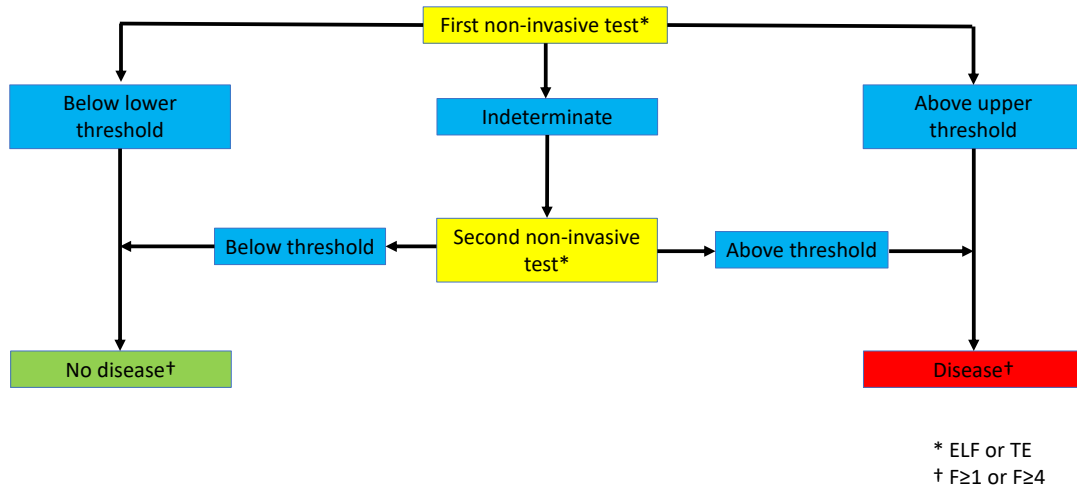 First non-invasive test*
Below lower
threshold
Indeterminate
Above upper
threshold
Below threshold
Second non-invasive
test*
Above threshold
No disease†
Disease†
* ELF or TE
† F≥1 or F≥4